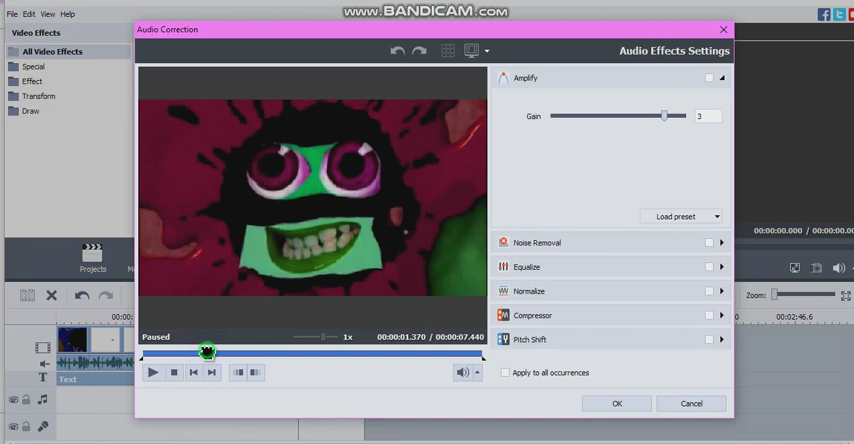 www.BANDICAM.com
File Edit View Help
Audio Correction
Video Effects
Audio Effects Settings
All Video Effects
Special
Effect
Transform
Draw
Amplify
Gain
3
Load preset
Noise Removal
Equalize
Normalize
Compressor
Pitch Shift
Apply to all occurrences
OK
Cancel
Paused
1x
00:00:01.370 / 00:00:07.440
Projects
00:00:00.000 / 00:00:00.00
Zoom:
00:00:
00:02:46.6
Text
T